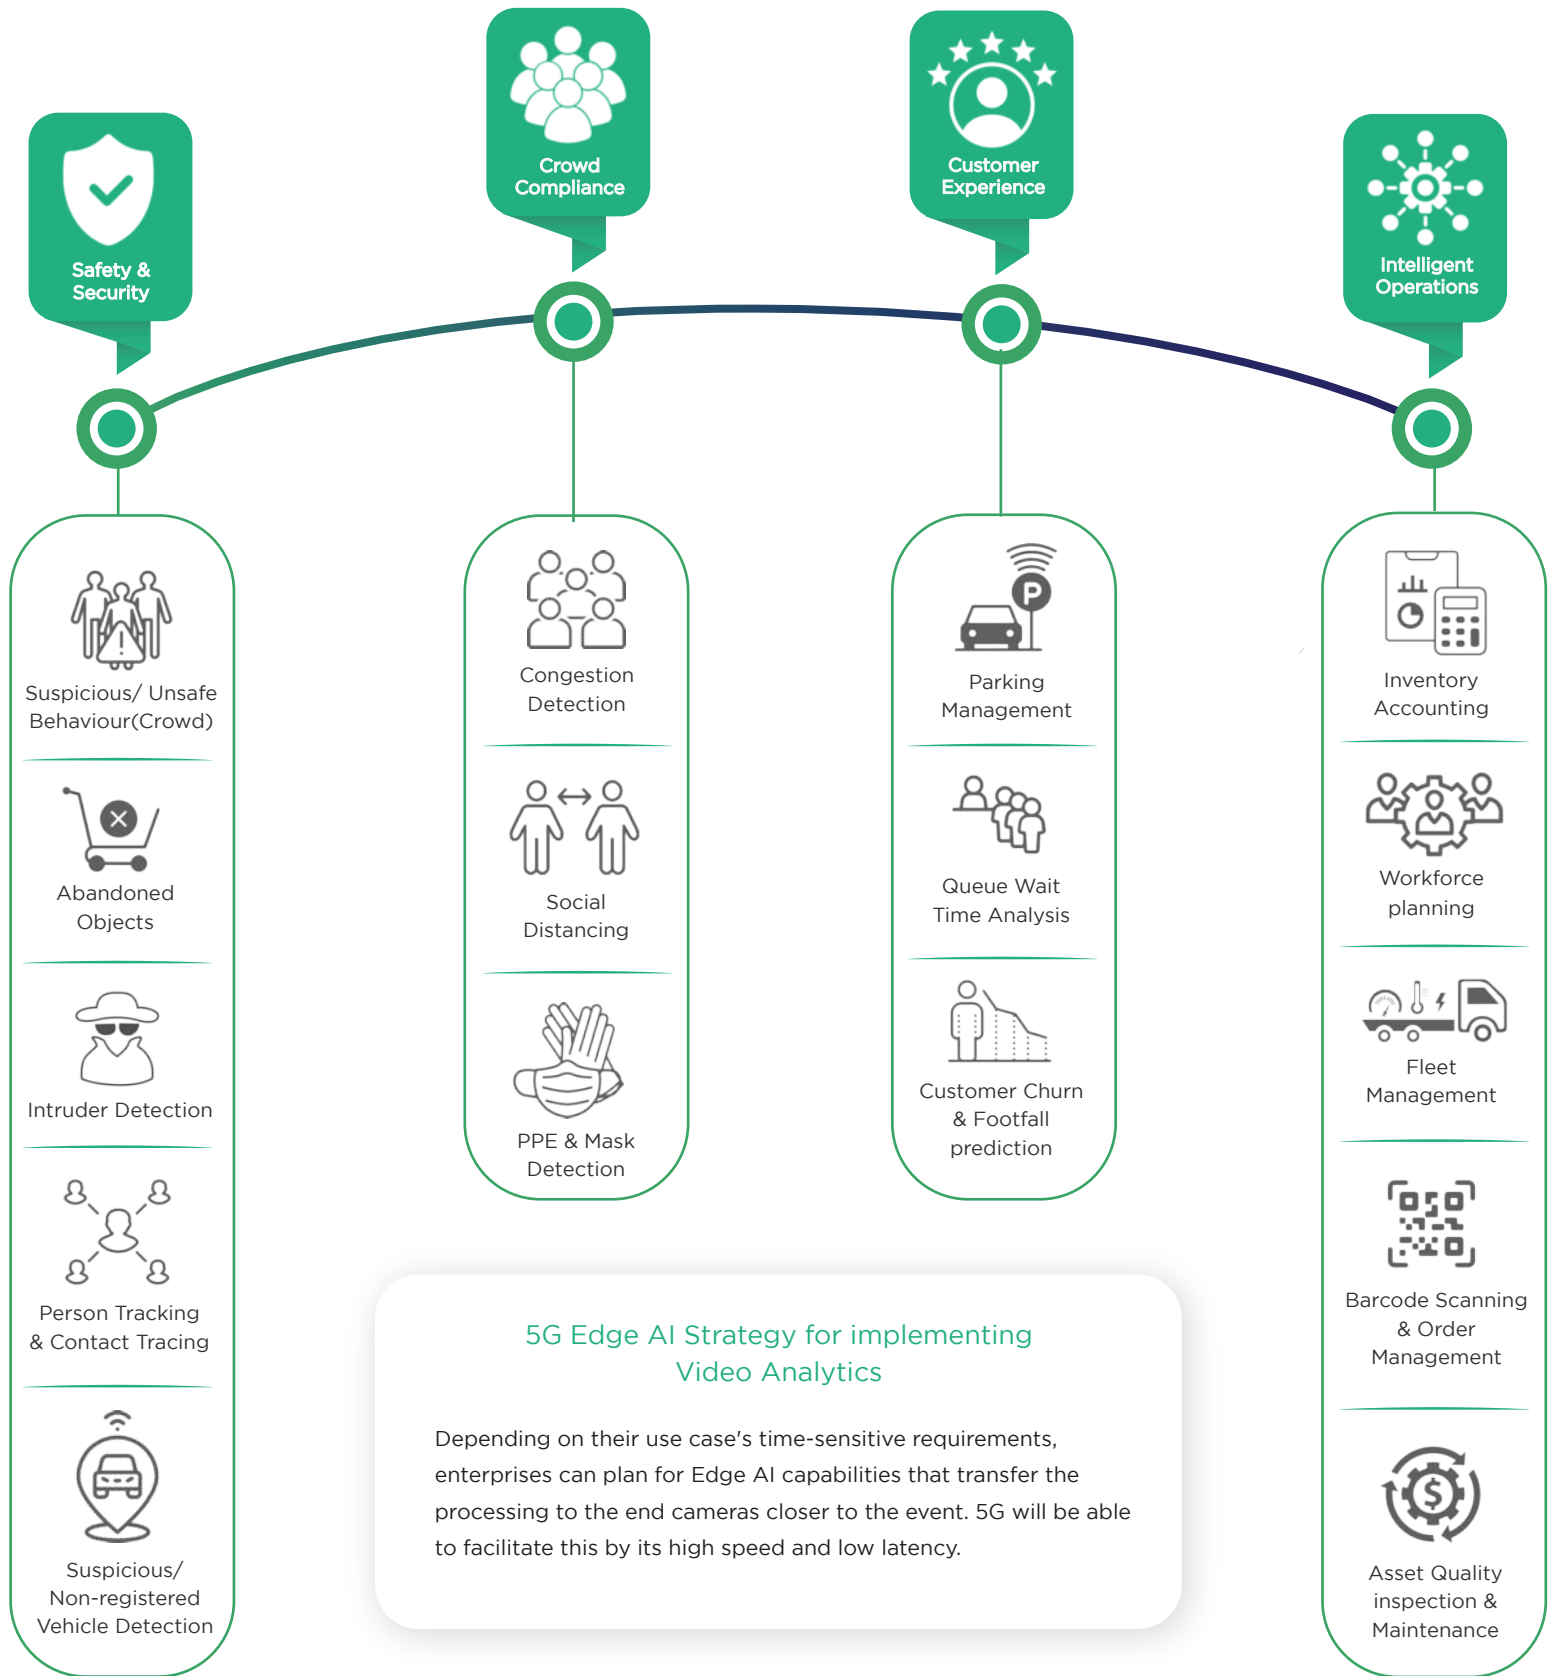 Safety &
Security
Crowd
Compliance
Customer
Experience
Intelligent
Operations
Suspicious/ Unsafe
Behaviour(Crowd)
Abandoned
Objects
Intruder Detection
Person Tracking
& Contact Tracing
Suspicious/
Non-registered
Vehicle Detection
Congestion
Detection
Social
Distancing
PPE & Mask
Detection
P
Parking
Management
Queue Wait
Time Analysis
Customer Churn
& Footfall
prediction
Inventory
Accounting
Workforce
planning
Fleet
Management
Barcode Scanning
& Order
Management
$
Asset Quality
inspection &
Maintenance
5G Edge AI Strategy for implementing
Video Analytics
Depending on their use case's time-sensitive requirements,
enterprises can plan for Edge AI capabilities that transfer the
processing to the end cameras closer to the event. 5G will be able
to facilitate this by its high speed and low latency.